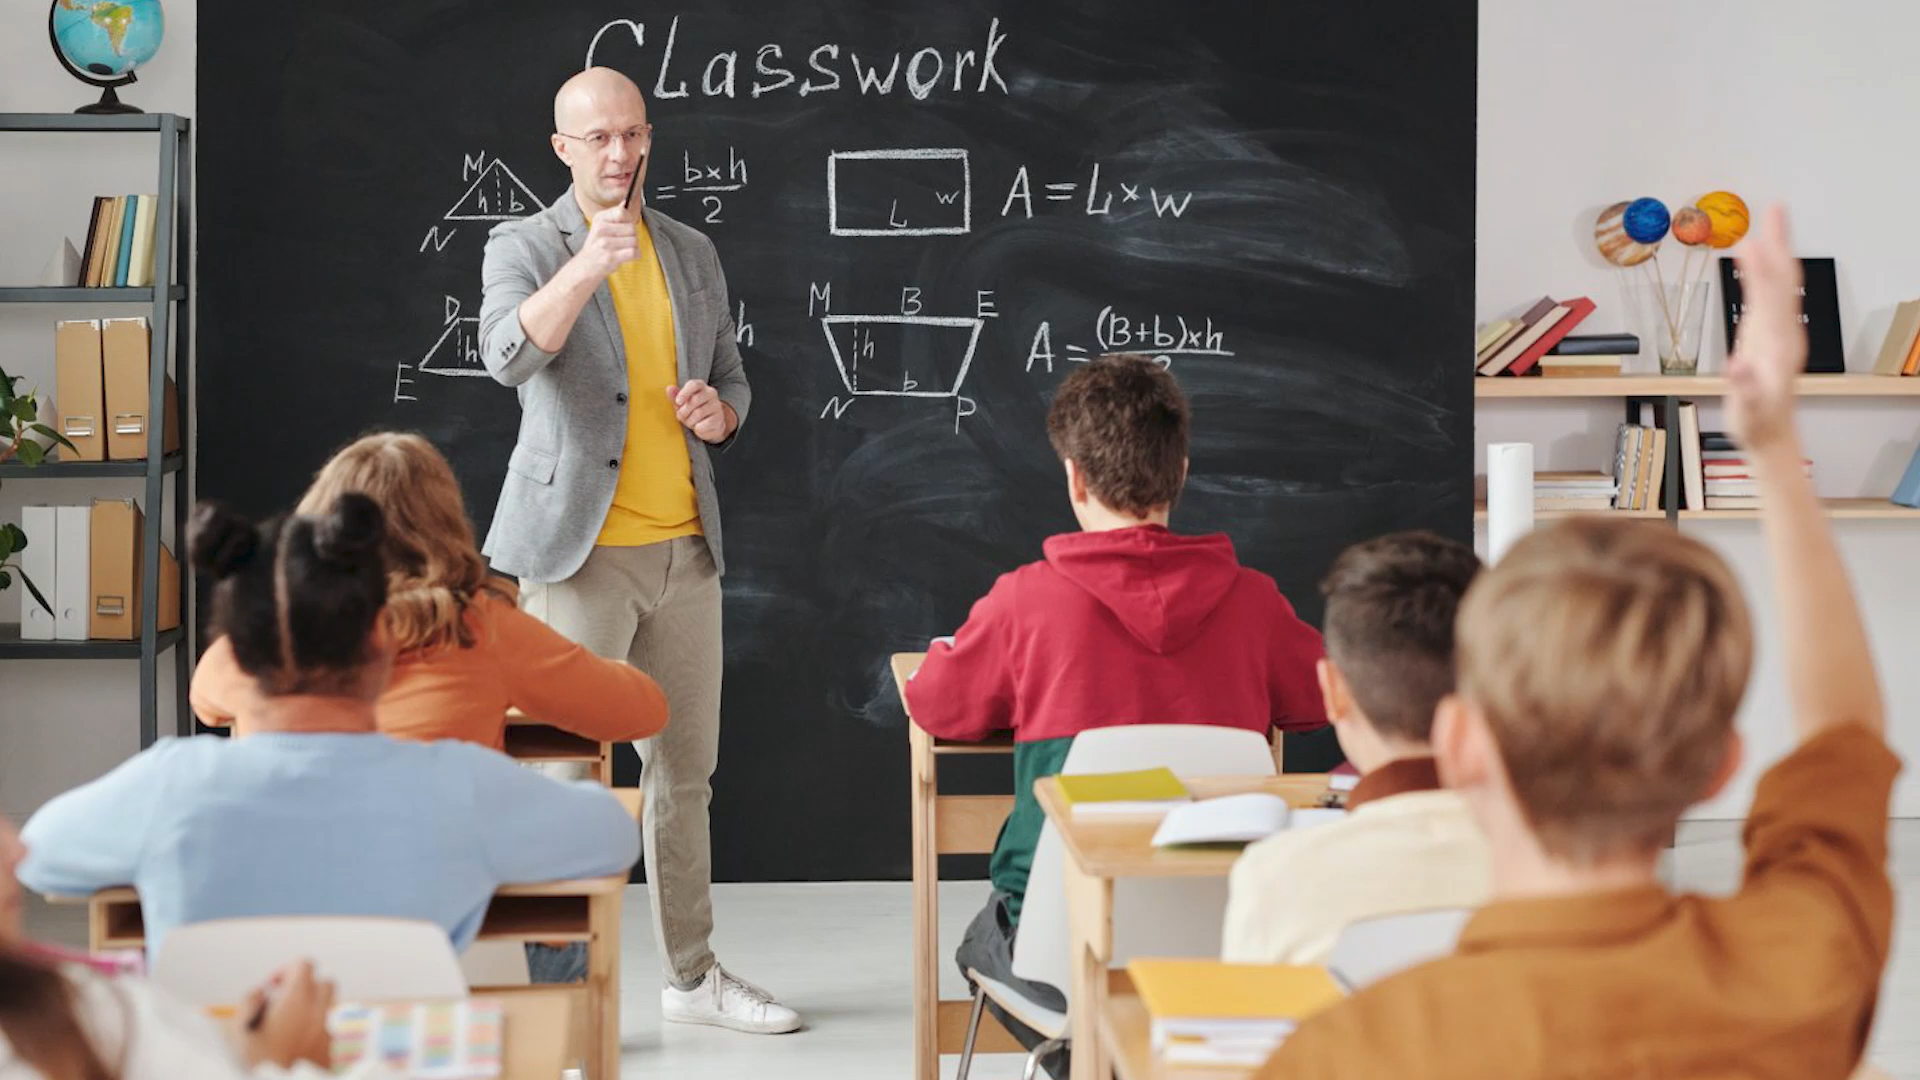 Classwork
M
h b
N
= b×h
2
L w
A=L×w
D
h
E
h
M B E
h
b
N P
A = (B+b)×h